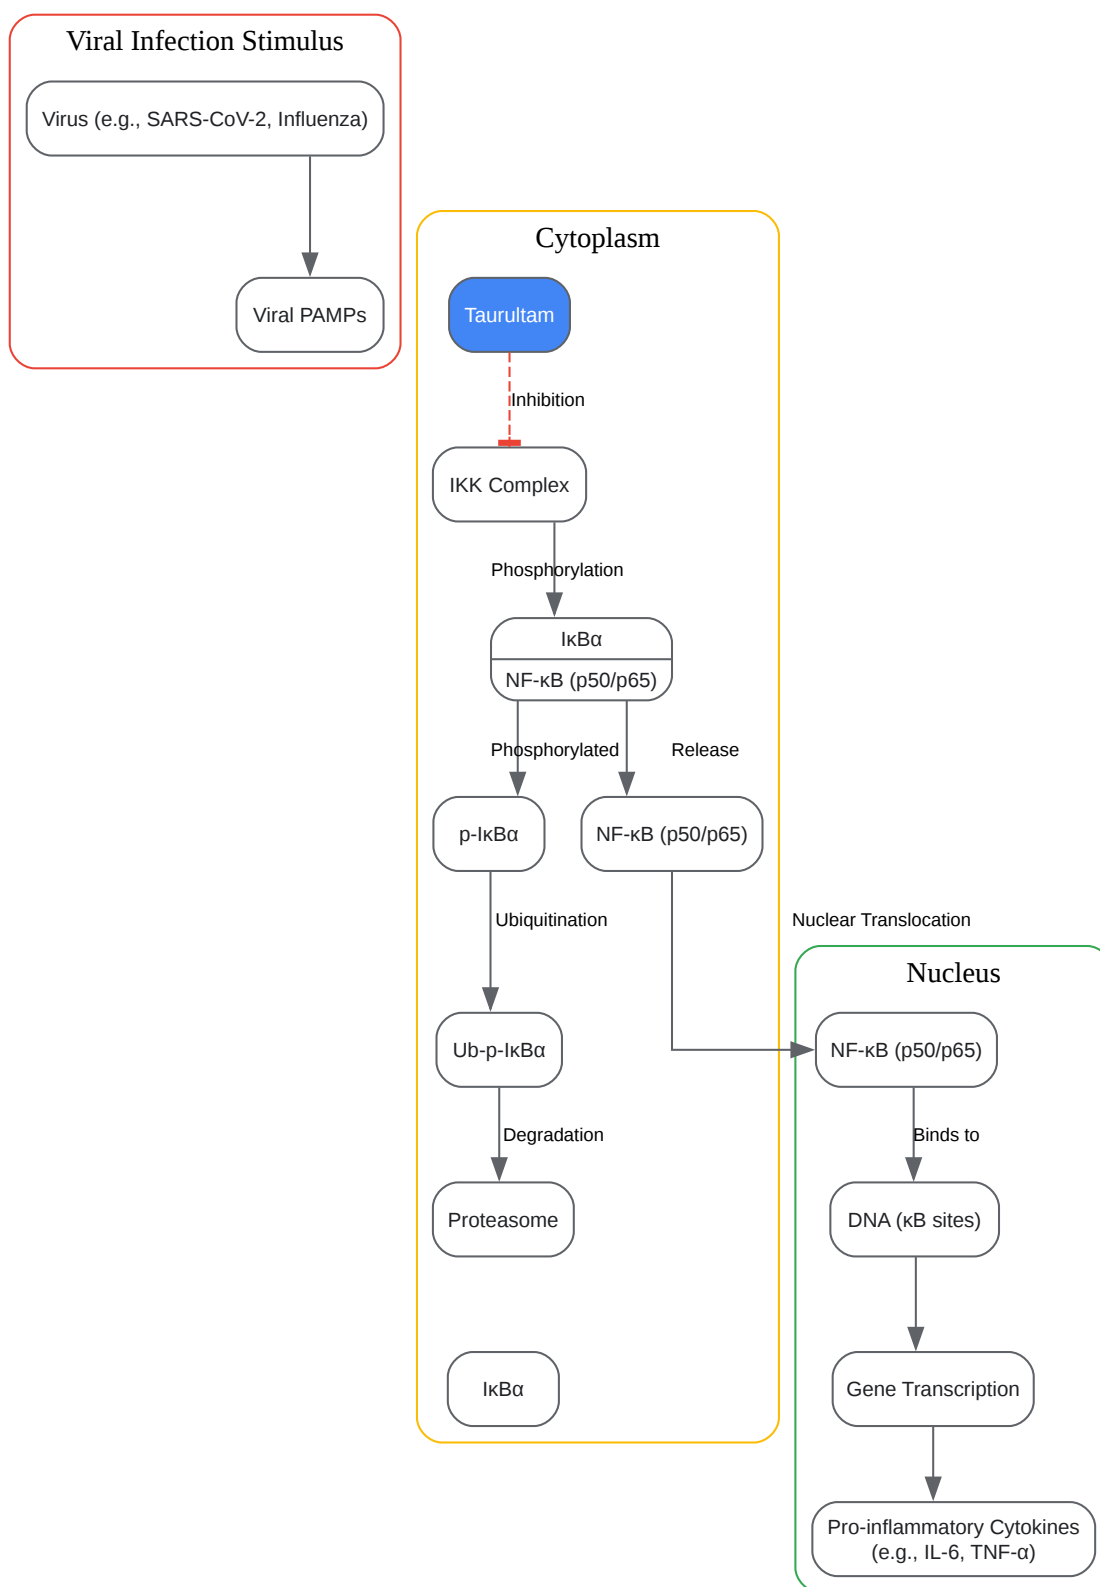 Viral Infection Stimulus
Virus (e.g., SARS-CoV-2, Influenza)
Viral PAMPs
Cytoplasm
Taurultam
Inhibition
IKK Complex
Phosphorylation
IκBα
NF-κB (p50/p65)
Phosphorylated
Release
p-IκBα
NF-κB (p50/p65)
Ubiquitination
Nuclear Translocation
Ub-p-IκBα
Degradation
Proteasome
IκBα
Nucleus
NF-κB (p50/p65)
Binds to
DNA (κB sites)
Gene Transcription
Pro-inflammatory Cytokines
(e.g., IL-6, TNF-α)